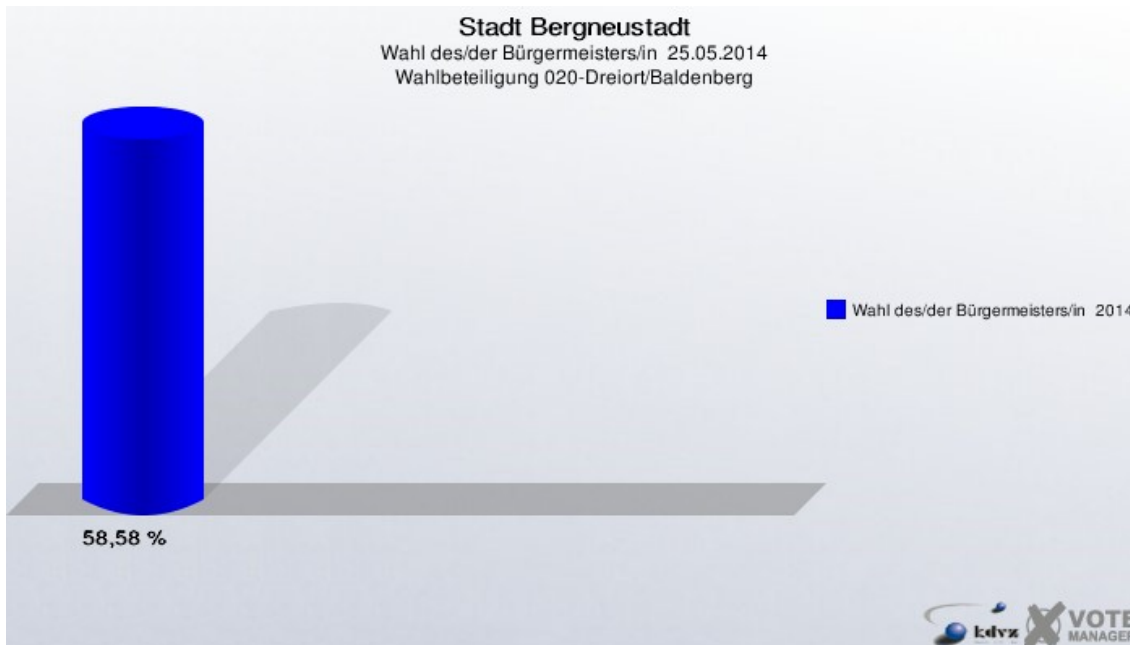 Stadt Bergneustadt
Wahl des/der Bürgermeisters/in 25.05.2014
Wahlbeteiligung 020-Dreiort/Baldenberg
Wahl des/der Bürgermeisters/in 2014
58,58 %
kdvz
VOTE
MANAGER